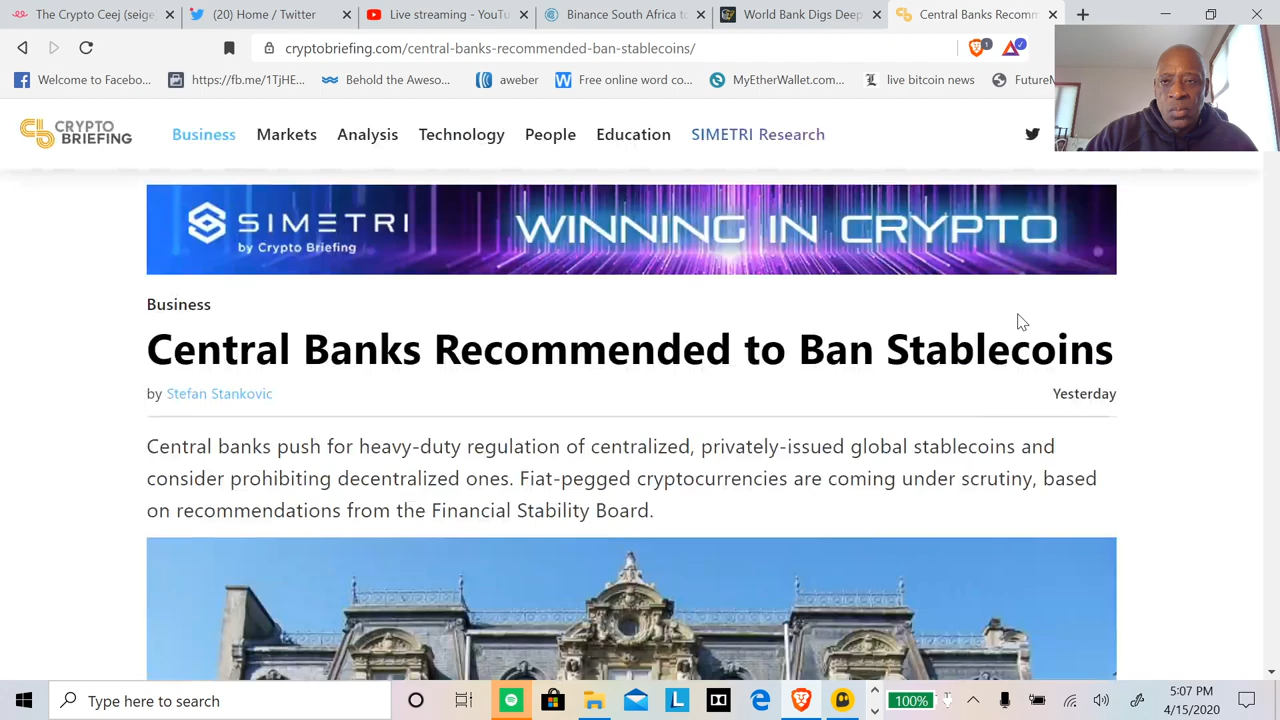 The Crypto Ceej (seige
(20) Home / Twitter
Live streaming - YouTu
Binance South Africa to
World Bank Digs Deep
Central Banks Recomm
cryptobriefing.com/central-banks-recommended-ban-stablecoins/
1
Welcome to Facebo...
https://fb.me/1TjHE...
Behold the Aweso...
aweber
Free online word co...
MyEtherWallet.com...
live bitcoin news
FutureN
CRYPTO
BRIEFING
Business
Markets
Analysis
Technology
People
Education
SIMETRI Research
SIMETRI
by Crypto Briefing
WINNING IN CRYPTO
Business
Central Banks Recommended to Ban Stablecoins
by Stefan Stankovic
Yesterday
Central banks push for heavy-duty regulation of centralized, privately-issued global stablecoins and
consider prohibiting decentralized ones. Fiat-pegged cryptocurrencies are coming under scrutiny, based
on recommendations from the Financial Stability Board.
Type here to search
100%
5:07 PM
4/15/2020